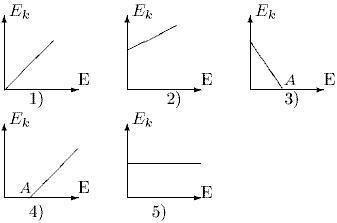 E_k E_k E_k
E E A E
1) 2) 3)
E_k E_k
A E E
4) 5)